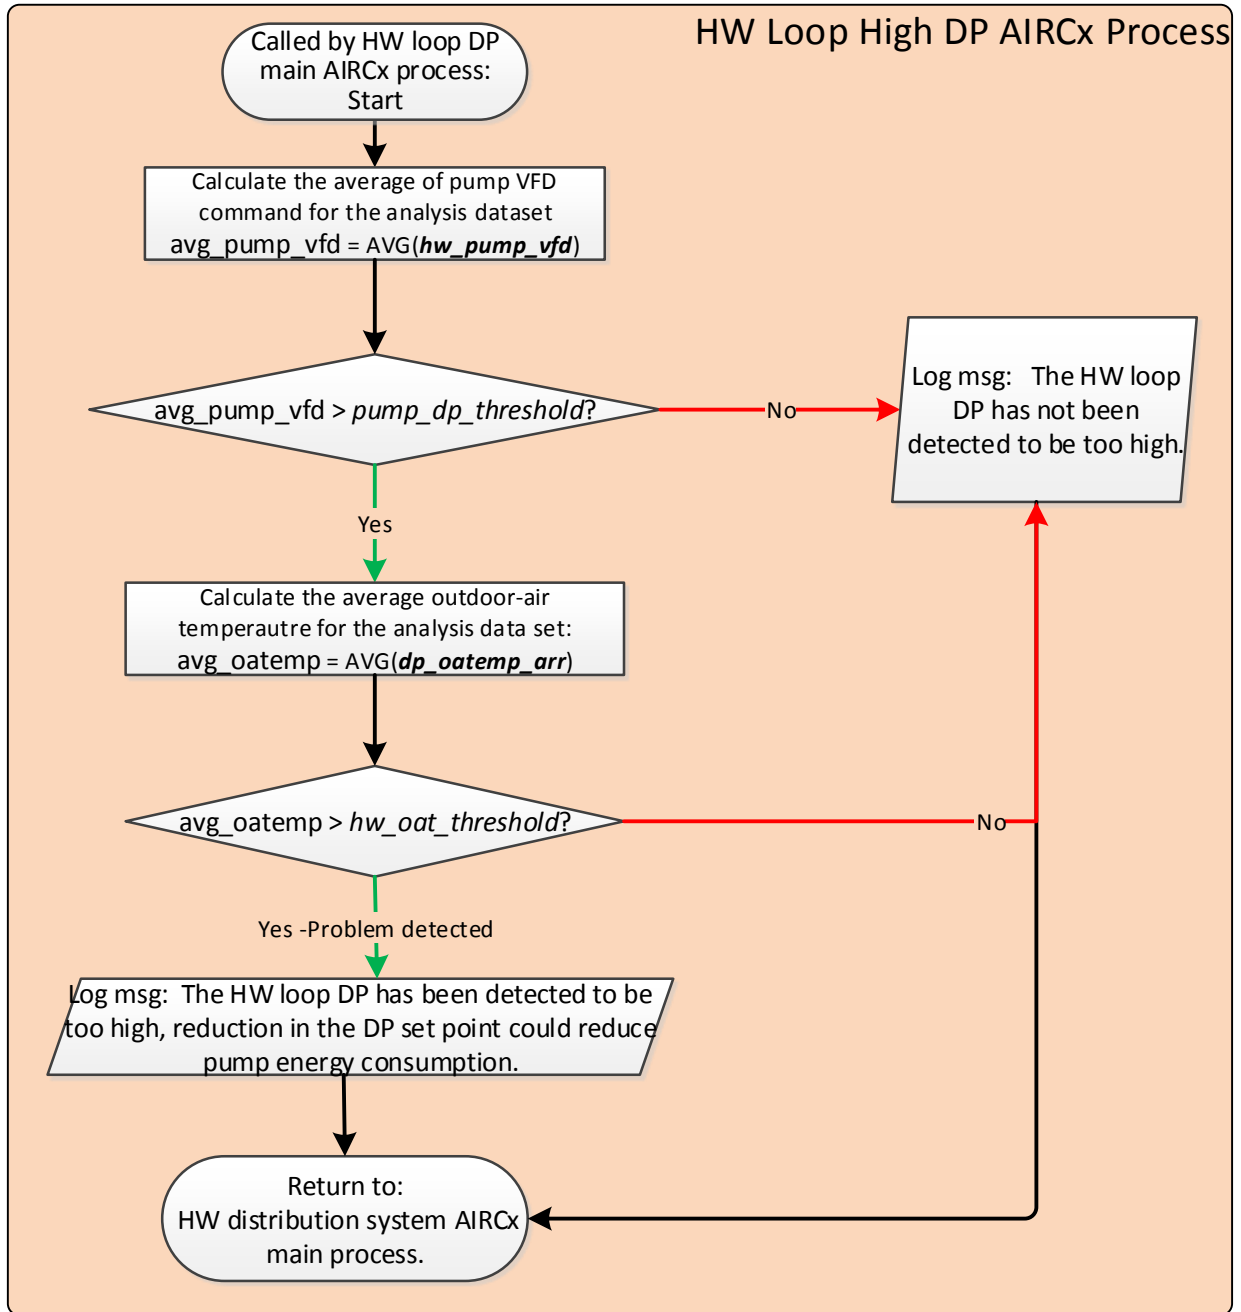 HW Loop High DP AIRCx Process
Called by HW loop DP
main AIRCx process:
Start
Calculate the average of pump VFD
command for the analysis dataset
avg_pump_vfd = AVG(hw_pump_vfd)
avg_pump_vfd > pump_dp_threshold?
No
Log msg: The HW loop
DP has not been
detected to be too high.
Yes
Calculate the average outdoor-air
temperautre for the analysis data set:
avg_oatemp = AVG(dp_oatemp_arr)
avg_oatemp > hw_oat_threshold?
No
Yes -Problem detected
Log msg: The HW loop DP has been detected to be
too high, reduction in the DP set point could reduce
pump energy consumption.
Return to:
HW distribution system AIRCx
main process.